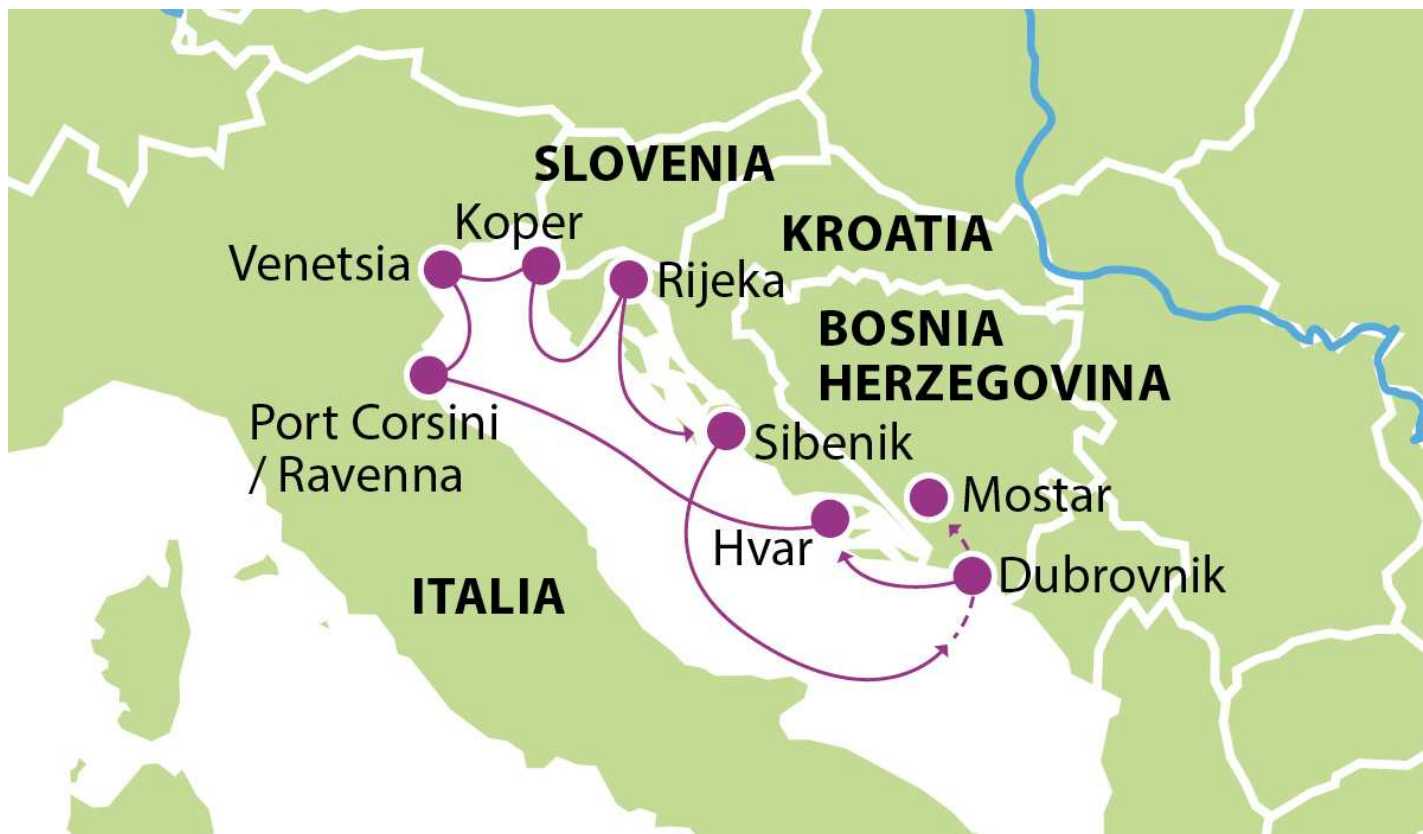 SLOVENIA
Koper
KROATIA
Venetsia
Rijeka
BOSNIA
HERZEGOVINA
Port Corsini
/ Ravenna
Sibenik
Mostar
Hvar
Dubrovnik
ITALIA